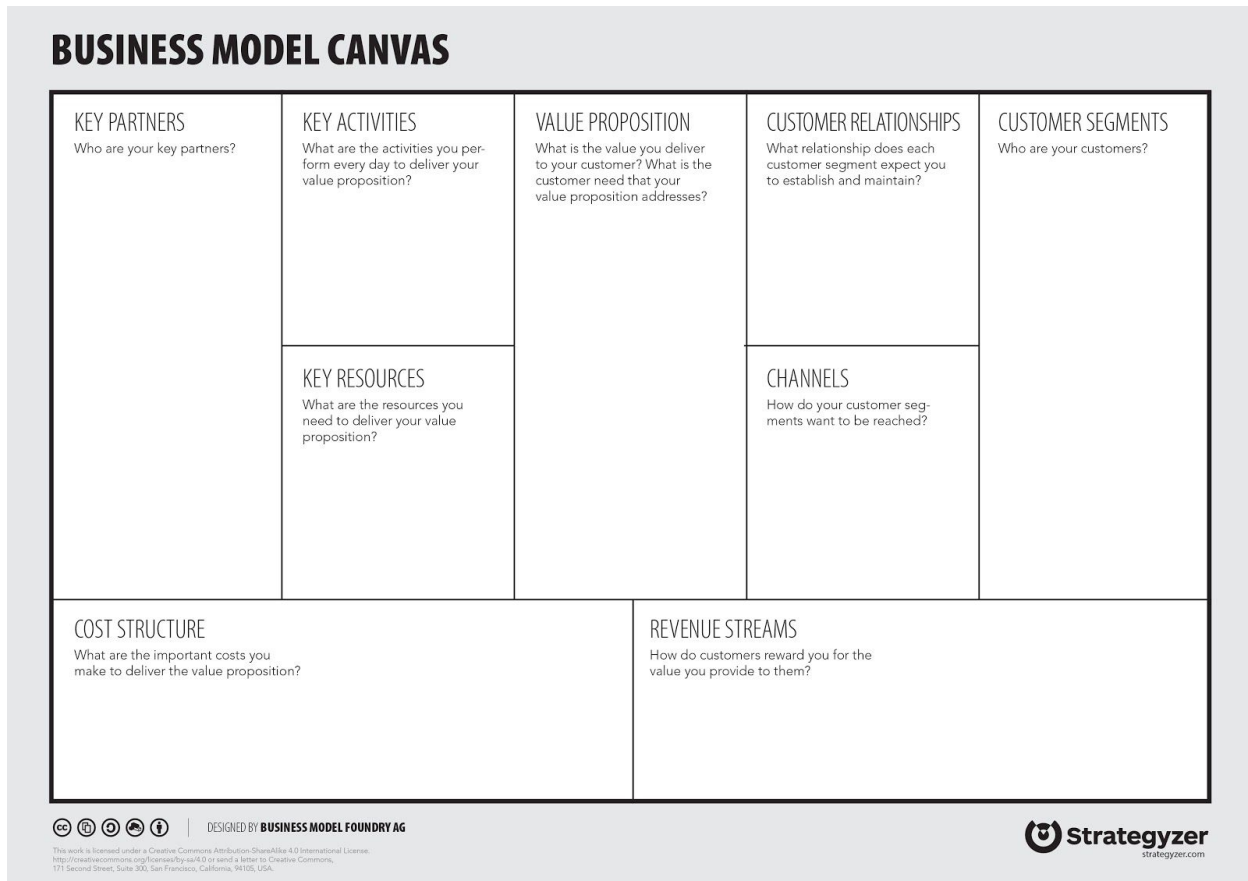 BUSINESS MODEL CANVAS
KEY PARTNERS
Who are your key partners?
KEY ACTIVITIES
What are the activities you per-
form every day to deliver your
value proposition?
KEY RESOURCES
What are the resources you
need to deliver your value
proposition?
VALUE PROPOSITION
What is the value you deliver
to your customer? What is the
customer need that your
value proposition addresses?
CUSTOMER RELATIONSHIPS
What relationship does each
customer segment expect you
to establish and maintain?
CHANNELS
How do your customer seg-
ments want to be reached?
CUSTOMER SEGMENTS
Who are your customers?
COST STRUCTURE
What are the important costs you
make to deliver the value proposition?
REVENUE STREAMS
How do customers reward you for the
value you provide to them?
cc
DESIGNED BY BUSINESS MODEL FOUNDRY AG
This work is licensed under a Creative Commons Attribution-ShareAlike 4.0 International License.
http://creativecommons.org/licenses/by-sa/4.0 or send a letter to Creative Commons,
171 Second Street, Suite 300, San Francisco, California, 94105, USA.
Strategyzer
strategyzer.com